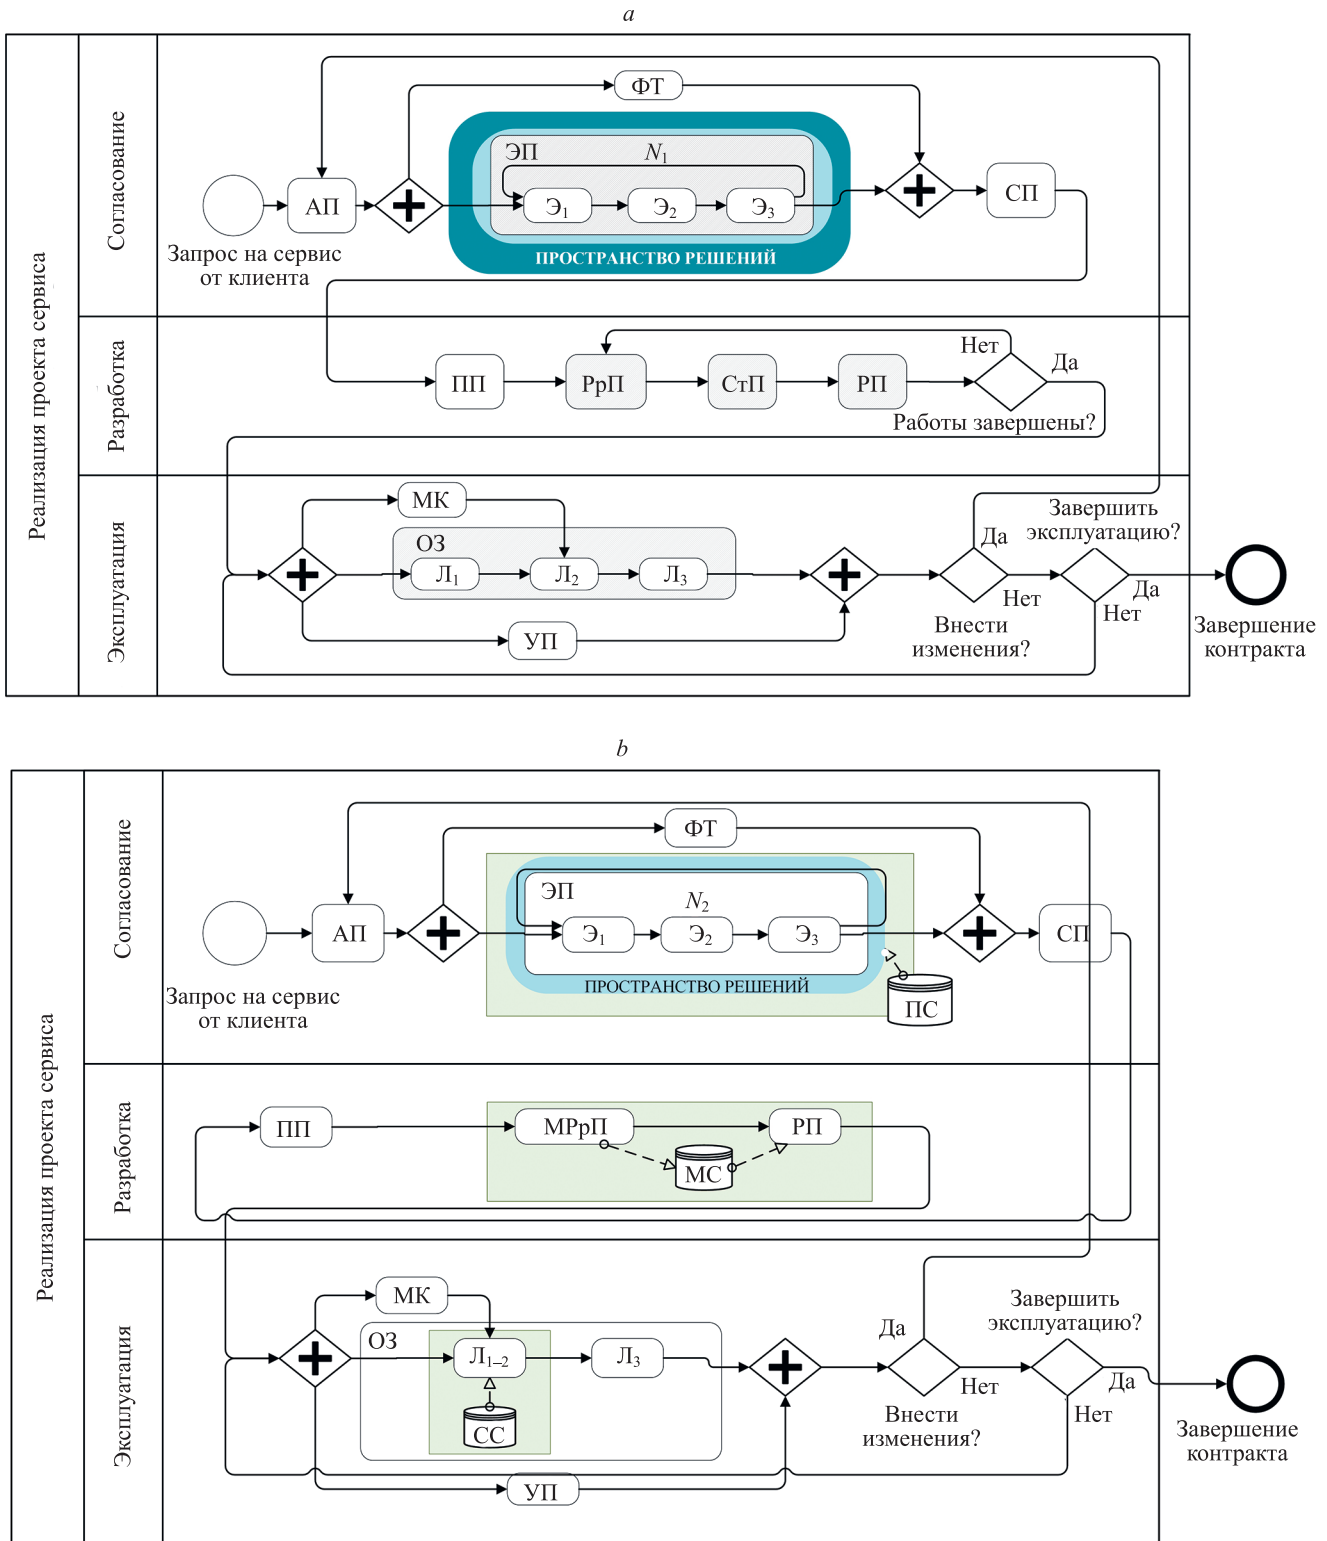 a
Реализация проекта сервиса
Согласование
ФТ
ЭП
N1
АП
Э1
Э2
Э3
СП
Запрос на сервис
от клиента
ПРОСТРАНСТВО РЕШЕНИЙ
Разработка
Нет
Да
ПП
РрП
СтП
РП
Работы завершены?
Эксплуатация
МК
Завершить
эксплуатацию?
ОЗ
Да
Л1
Л2
Л3
Нет
Да
Нет
УП
Внести
изменения?
Завершение
контракта
b
Реализация проекта сервиса
Согласование
ФТ
ЭП
N2
АП
Э1
Э2
Э3
СП
Запрос на сервис
от клиента
ПРОСТРАНСТВО РЕШЕНИЙ
ПС
Разработка
ПП
МРрП
РП
МС
Эксплуатация
МК
Завершить
эксплуатацию?
ОЗ
Да
Л1–2
Л3
Нет
Да
СС
Внести
изменения?
Нет
Завершение
контракта
УП